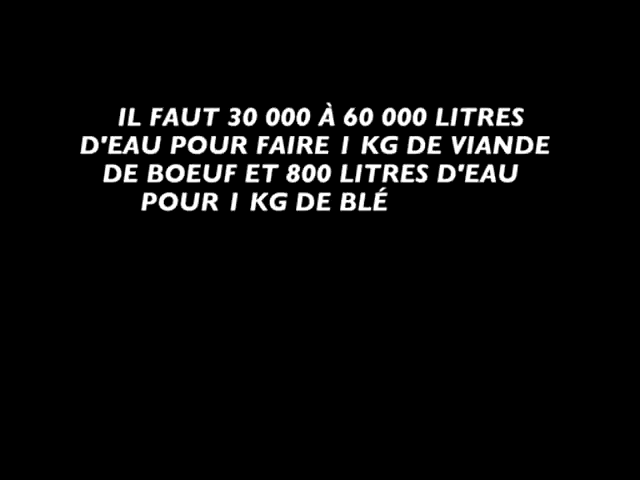 IL FAUT 30 000 À 60 000 LITRES
D'EAU POUR FAIRE 1 KG DE VIANDE
DE BOEUF ET 800 LITRES D'EAU
POUR 1 KG DE BLÉ